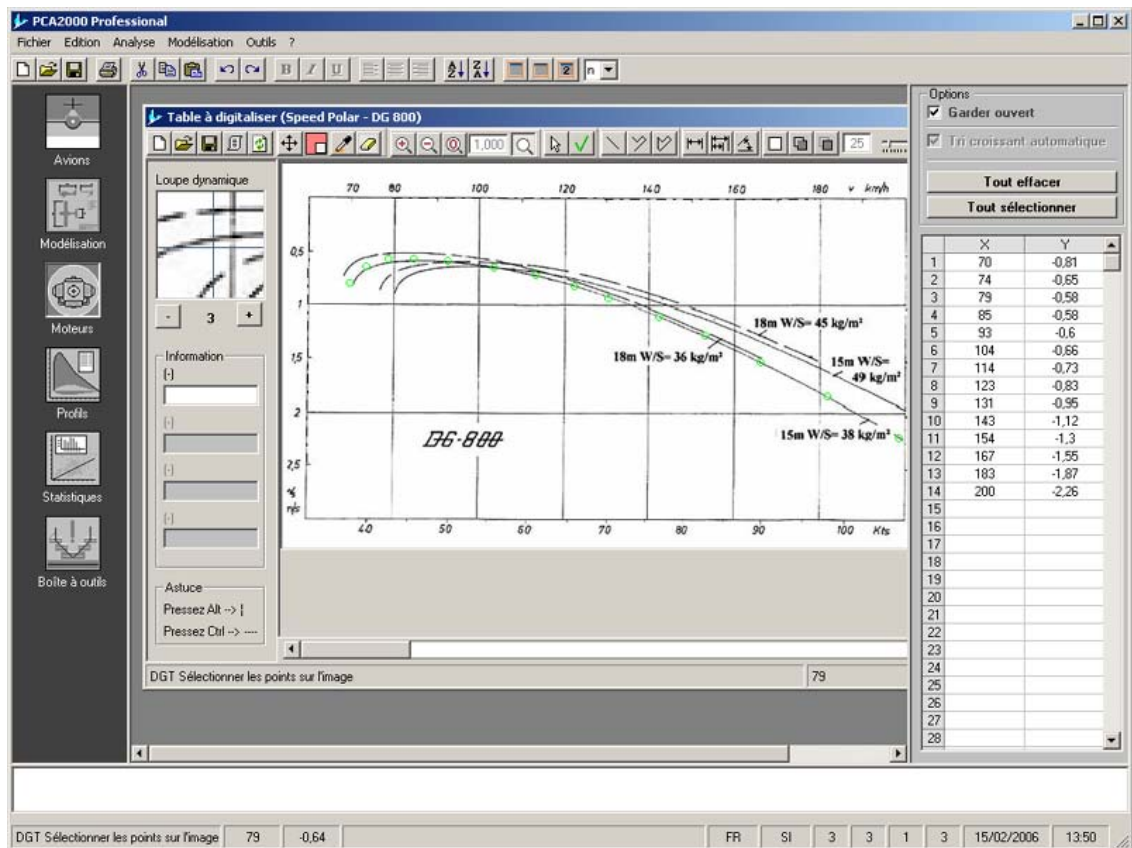 PCA2000 Professional
Fichier Edition Analyse Modélisation Outils ?
B I U
n
Avions
Modélisation
Moteurs
Profils
Statistiques
Boîte à outils
Table à digitaliser (Speed Polar - DG 800)
1,000
25
Loupe dynamique
- 3 +
Information
(-)
(-)
(-)
(-)
Astuce
Pressez Alt --> ¦
Pressez Ctrl --> ----
70 80 100 120 140 160 180 v km/h
0,5
1
1,5
2
2,5
m/s
18m W/S= 45 kg/m²
18m W/S= 36 kg/m²
15m W/S=
49 kg/m²
15m W/S= 38 kg/m²
DG-800
40 50 60 70 80 90 100 Kts
DGT Sélectionner les points sur l'image 79
Options
Garder ouvert
Tri croissant automatique
Tout effacer
Tout sélectionner
X Y
1 70 -0,81
2 74 -0,65
3 79 -0,58
4 85 -0,58
5 93 -0,6
6 104 -0,66
7 114 -0,73
8 123 -0,83
9 131 -0,95
10 143 -1,12
11 154 -1,3
12 167 -1,55
13 183 -1,87
14 200 -2,26
15
16
17
18
19
20
21
22
23
24
25
26
27
28
DGT Sélectionner les points sur l'image 79 -0,64 FR SI 3 3 1 3 15/02/2006 13:50